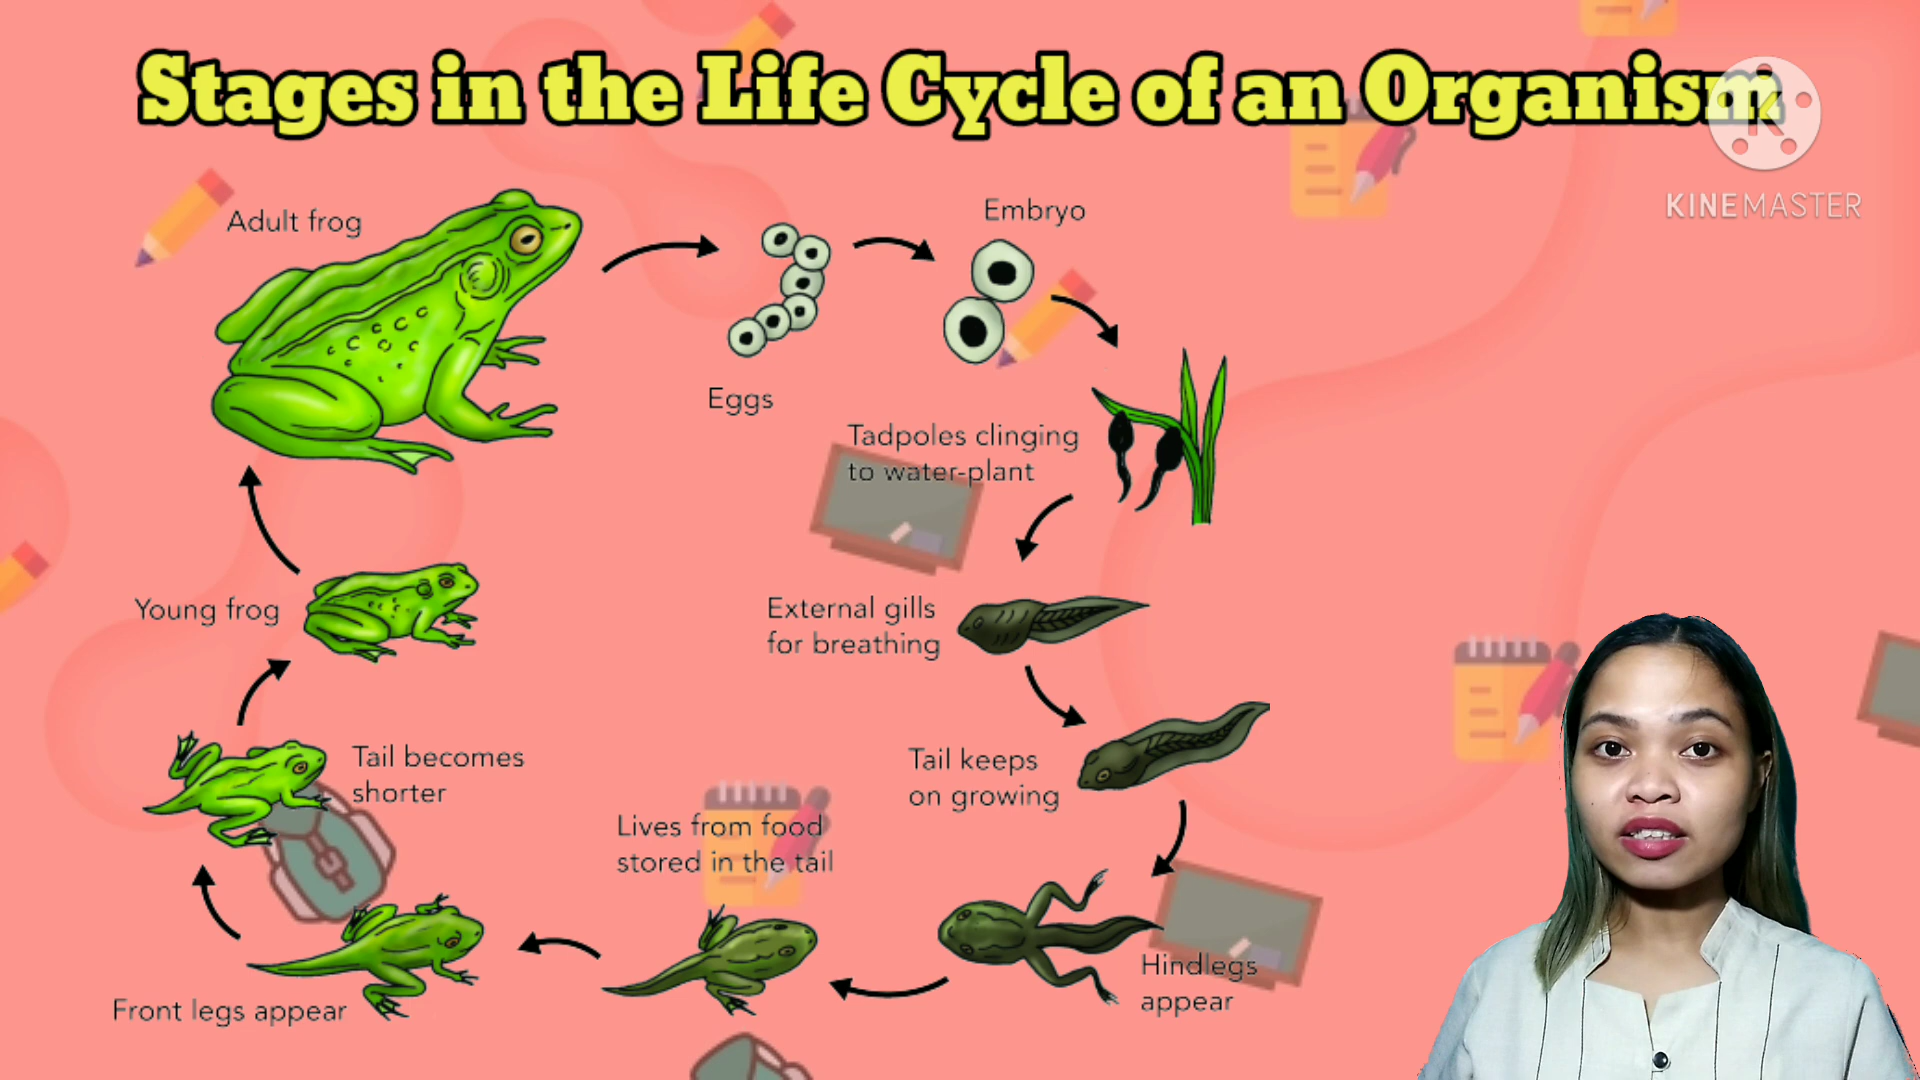 Stages in the Life Cycle of an Organism
K
KINEMASTER
Adult frog
Embryo
Eggs
Tadpoles clinging
to water-plant
External gills
for breathing
Young frog
Tail becomes
shorter
Tail keeps
on growing
Lives from food
stored in the tail
Hindlegs
appear
Front legs appear